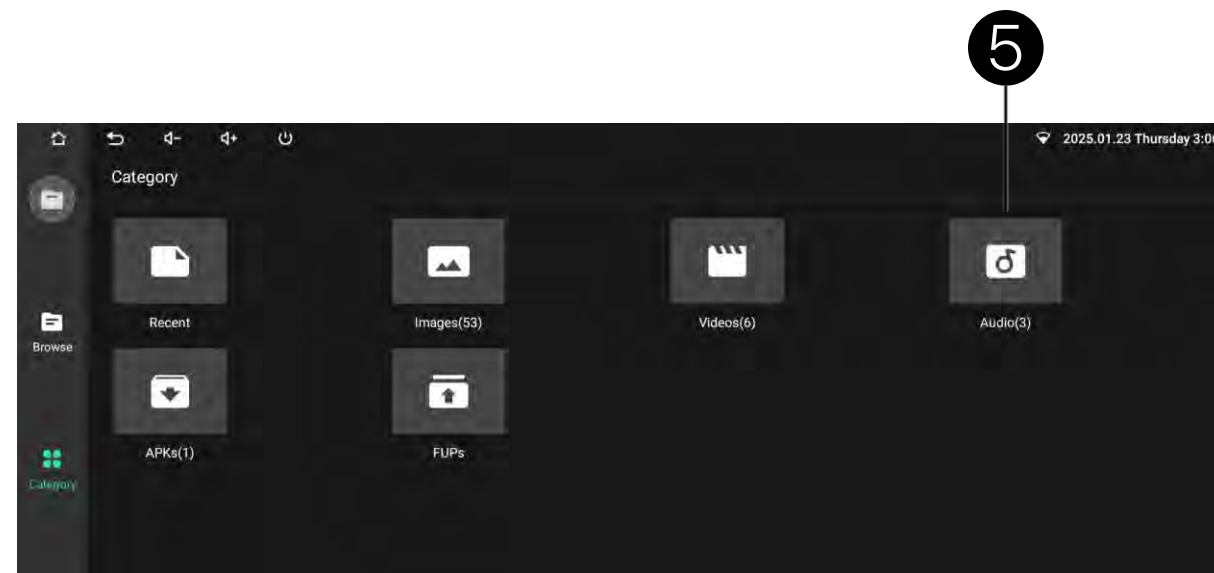 5
2025.01.23 Thursday 3:0
Category
Recent
Images(53)
Videos(6)
Audio(3)
Browse
APKs(1)
FUPs
Category